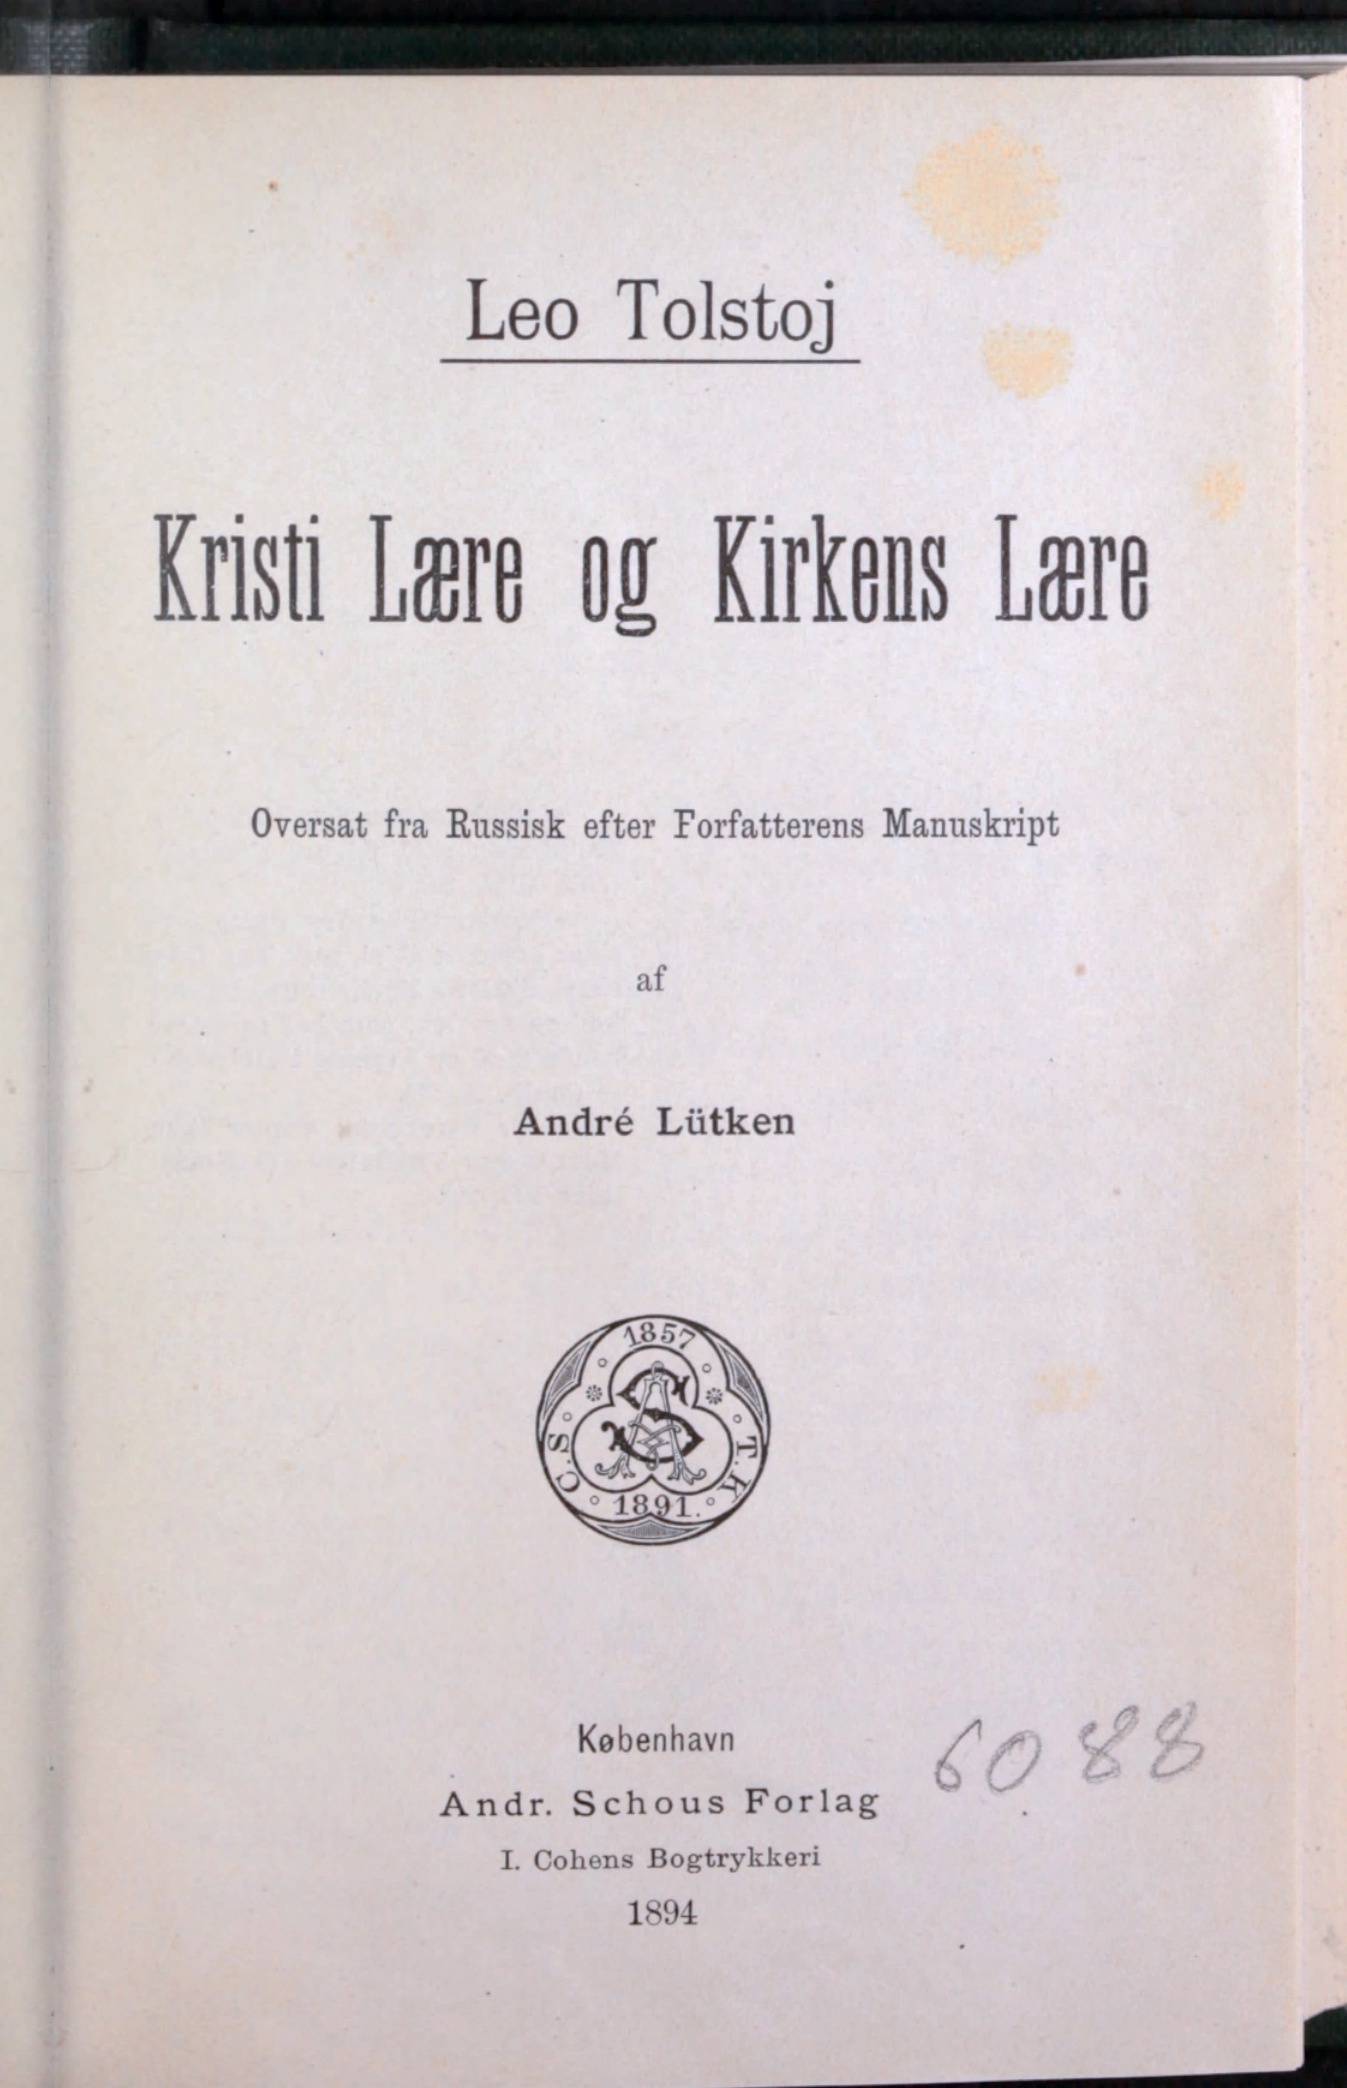 Leo Tolstoj
Kristi Lære og Kirkens Lære
Oversat fra Russisk efter Forfatterens Manuskript
af
André Lütken
1857
C. S.
T. K
1891.
København
6088
Andr. Schous Forlag
I. Cohens Bogtrykkeri
1894